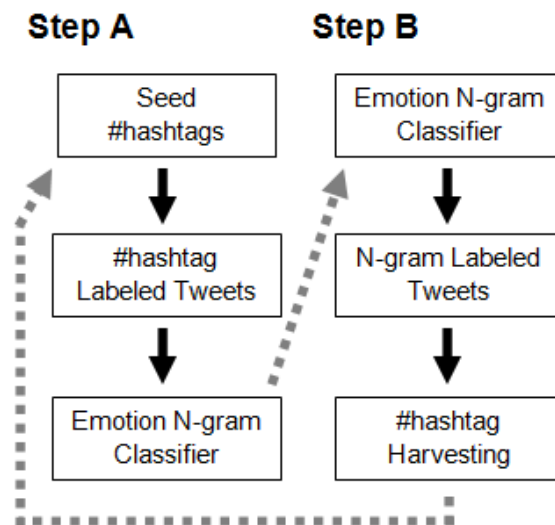 Step A
Seed
#hashtags
#hashtag
Labeled Tweets
Emotion N-gram
Classifier
Step B
Emotion N-gram
Classifier
N-gram Labeled
Tweets
#hashtag
Harvesting